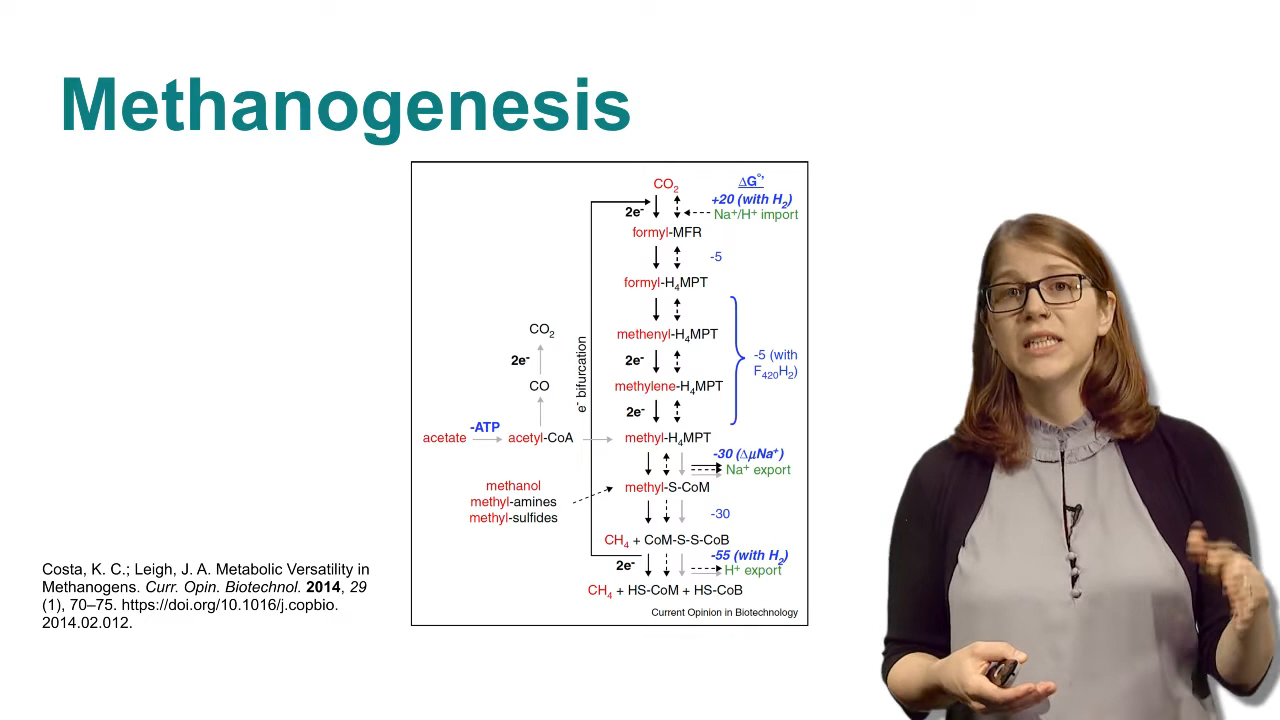 Methanogenesis
CO2
ΔG°'
+20 (with H2)
2e-
Na+/H+ import
formyl-MFR
-5
formyl-H4MPT
methenyl-H4MPT
CO2
e- bifurcation
2e-
2e-
-5 (with
F420H2)
CO
methylene-H4MPT
2e-
-ATP
acetate
acetyl-CoA
methyl-H4MPT
-30 (ΔμNa+)
Na+ export
methanol
methyl-amines
methyl-sulfides
methyl-S-CoM
-30
CH4 + CoM-S-S-CoB
-55 (with H2)
2e-
H+ export
CH4 + HS-CoM + HS-CoB
Current Opinion in Biotechnology
Costa, K. C.; Leigh, J. A. Metabolic Versatility in
Methanogens. Curr. Opin. Biotechnol. 2014, 29
(1), 70–75. https://doi.org/10.1016/j.copbio.
2014.02.012.